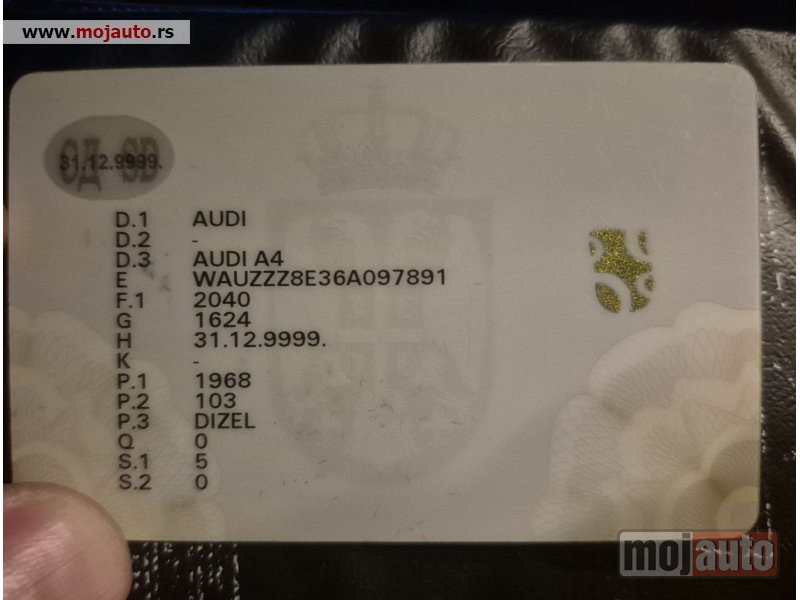 www.mojauto.rs
СД SD
31.12.9999.
D.1 AUDI
D.2 -
D.3 AUDI A4
E WAUZZZ8E36A097891
F.1 2040
G 1624
H 31.12.9999.
K -
P.1 1968
P.2 103
P.3 DIZEL
Q 0
S.1 5
S.2 0
mojauto